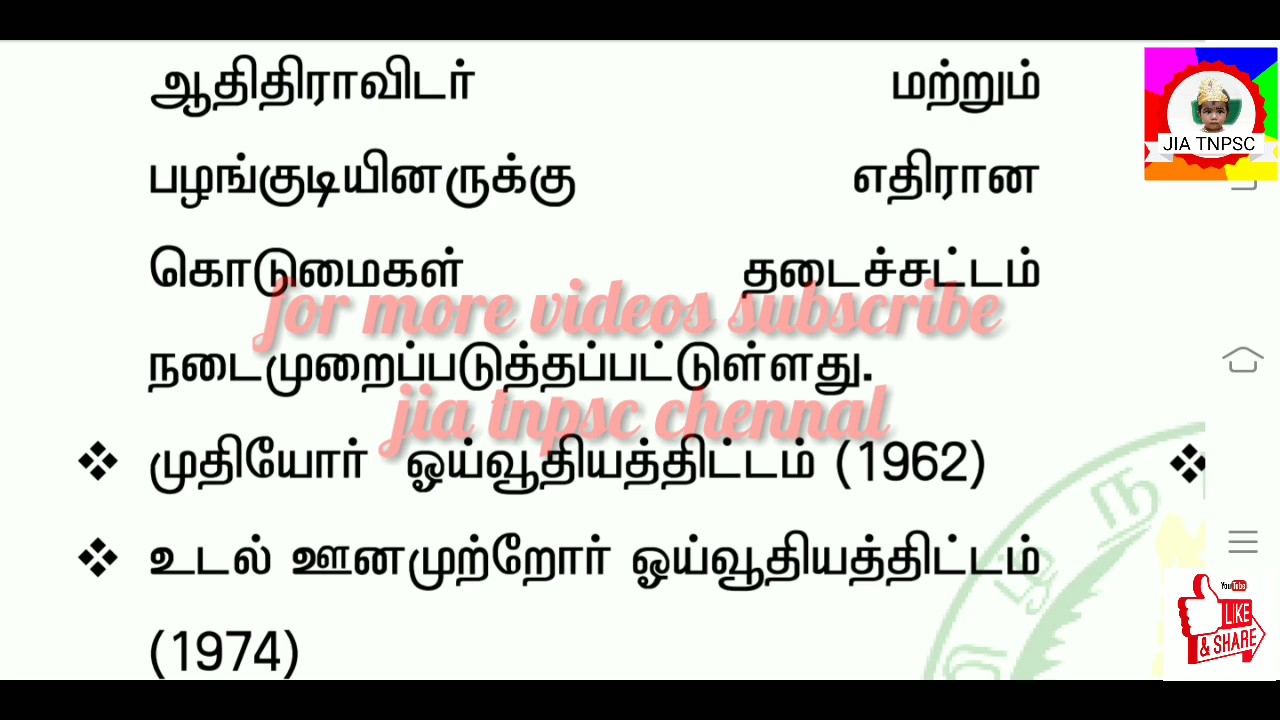 ஆதிதிராவிடர் மற்றும்
பழங்குடியினருக்கு எதிரான
JIA TNPSC
கொடுமைகள் தடைச்சட்டம்
for more videos subscribe
நடைமுறைப்படுத்தப்பட்டுள்ளது.
jia tnpsc chennal
❖ முதியோர் ஓய்வூதியத்திட்டம் (1962)
❖ உடல் ஊனமுற்றோர் ஓய்வூதியத்திட்டம்
(1974)
YouTube
LIKE
& SHARE